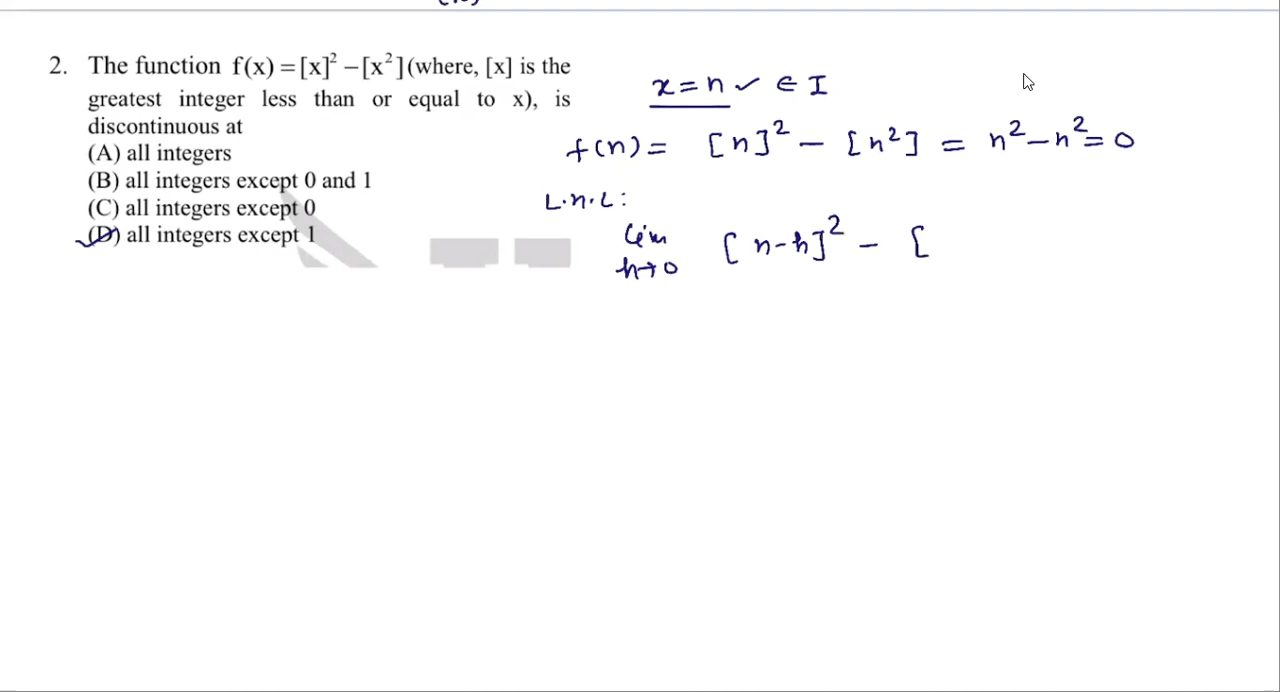 2. The function f(x) = [x]² – [x²] (where, [x] is the
greatest integer less than or equal to x), is
discontinuous at
(A) all integers
(B) all integers except 0 and 1
(C) all integers except 0
(D) all integers except 1
x = n ✓ ∈ I
f(n) = [n]² – [n²] = n² – n² = 0
L.n.L :
lim
h→0
[n-h]² – [